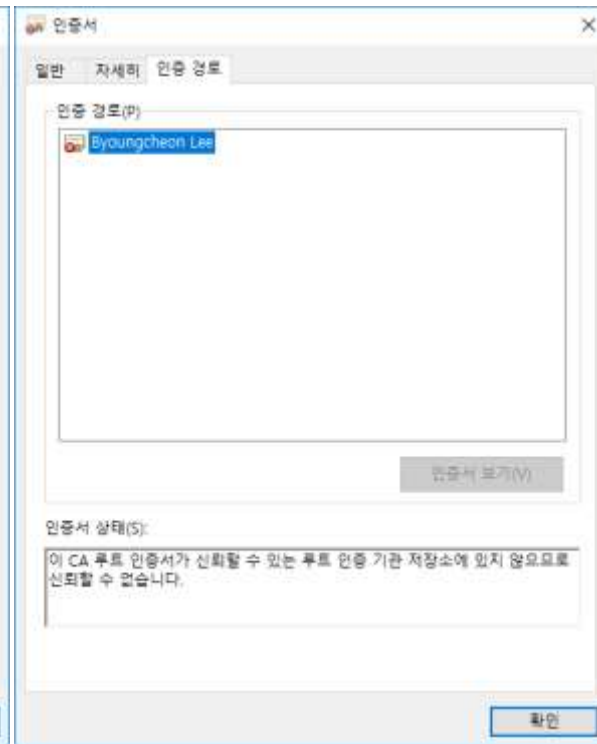 인증서
일반 자세히 인증 경로
인증 경로(P)
Byoungcheon Lee
인증서 보기(V)
인증서 상태(S):
이 CA 루트 인증서가 신뢰할 수 있는 루트 인증 기관 저장소에 있지 않으므로
신뢰할 수 없습니다.
확인